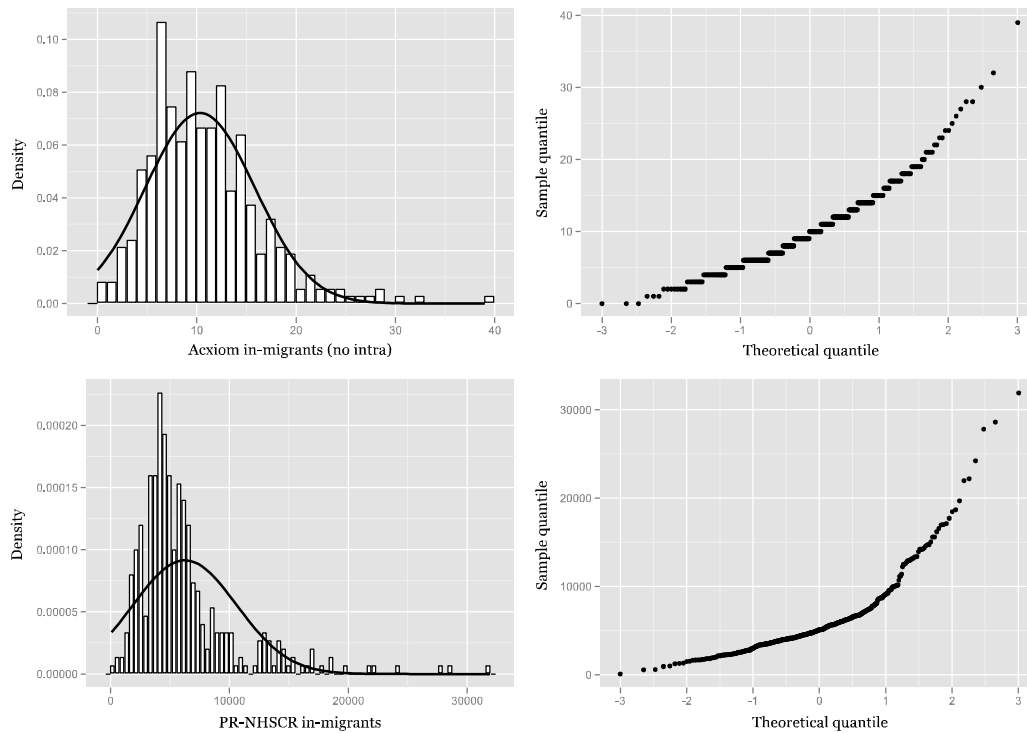 Density
0.10
0.08
0.06
0.04
0.02
0.00
0 10 20 30 40
Acxiom in-migrants (no intra)
Sample quantile
40
30
20
10
0
-3 -2 -1 0 1 2 3
Theoretical quantile
Density
0.00020
0.00015
0.00010
0.00005
0.00000
0 10000 20000 30000
PR-NHSCR in-migrants
Sample quantile
30000
20000
10000
0
-3 -2 -1 0 1 2 3
Theoretical quantile